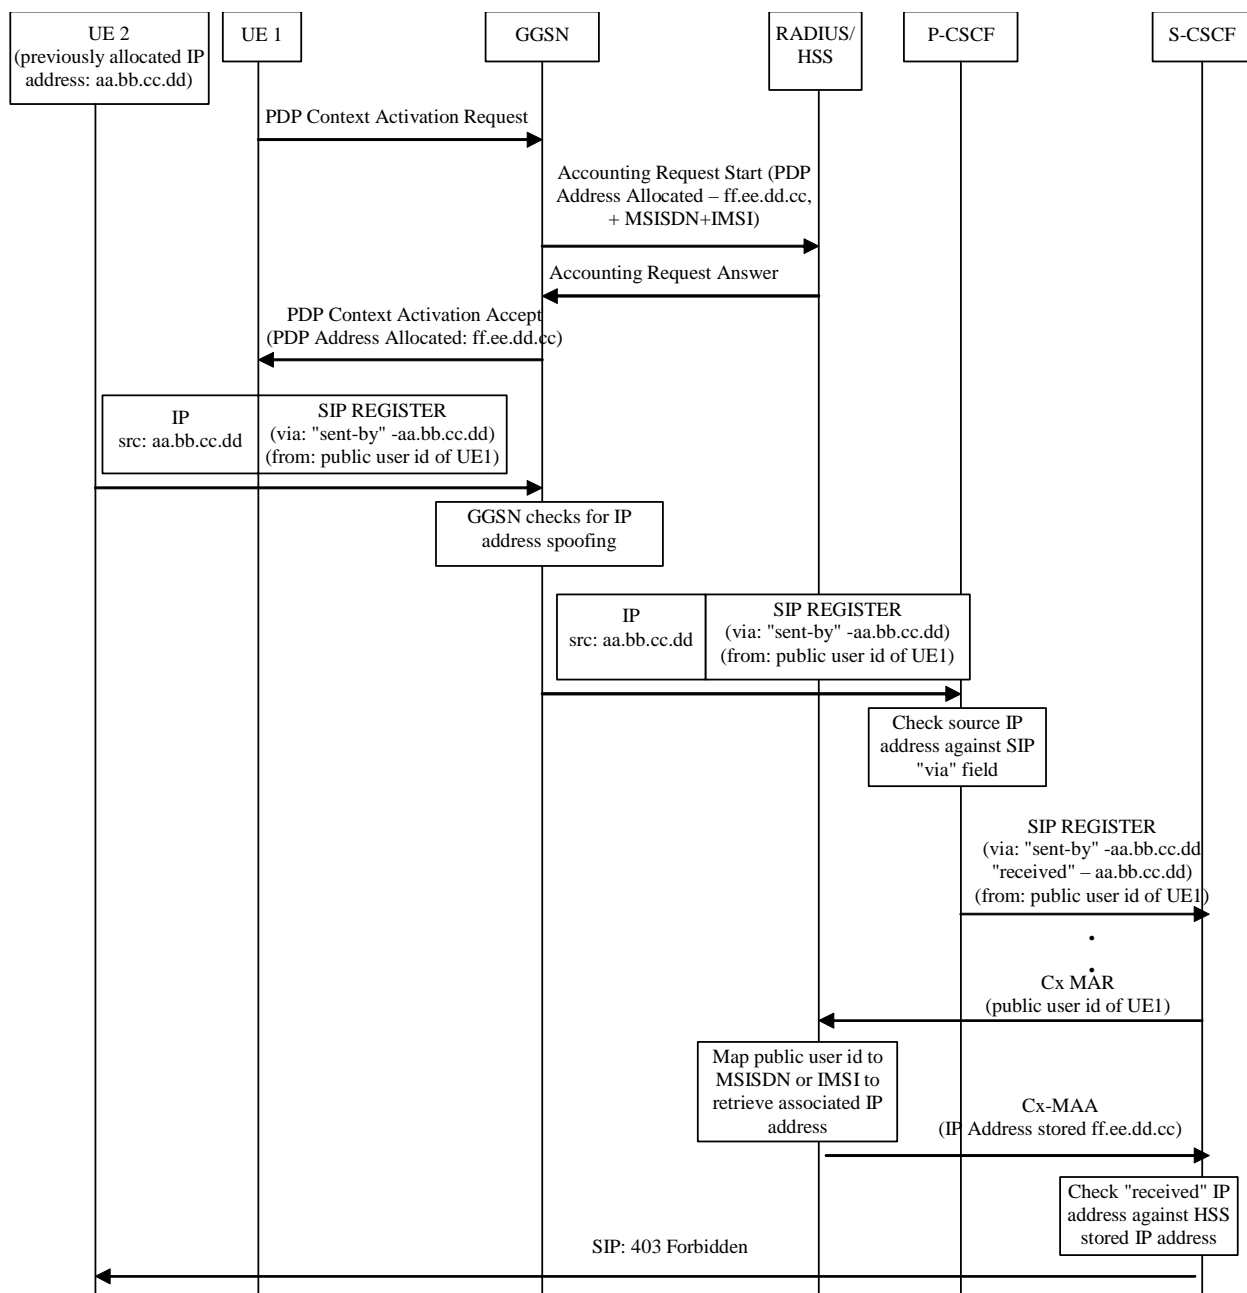 UE 2
(previously allocated IP
address: aa.bb.cc.dd)
UE 1
GGSN
RADIUS/
HSS
P-CSCF
S-CSCF
PDP Context Activation Request
Accounting Request Start (PDP
Address Allocated – ff.ee.dd.cc,
+ MSISDN+IMSI)
Accounting Request Answer
PDP Context Activation Accept
(PDP Address Allocated: ff.ee.dd.cc)
IP
src: aa.bb.cc.dd
SIP REGISTER
(via: "sent-by" -aa.bb.cc.dd)
(from: public user id of UE1)
GGSN checks for IP
address spoofing
IP
src: aa.bb.cc.dd
SIP REGISTER
(via: "sent-by" -aa.bb.cc.dd)
(from: public user id of UE1)
Check source IP
address against SIP
"via" field
SIP REGISTER
(via: "sent-by" -aa.bb.cc.dd
"received" – aa.bb.cc.dd)
(from: public user id of UE1)
Cx MAR
(public user id of UE1)
Map public user id to
MSISDN or IMSI to
retrieve associated IP
address
Cx-MAA
(IP Address stored ff.ee.dd.cc)
Check "received" IP
address against HSS
stored IP address
SIP: 403 Forbidden